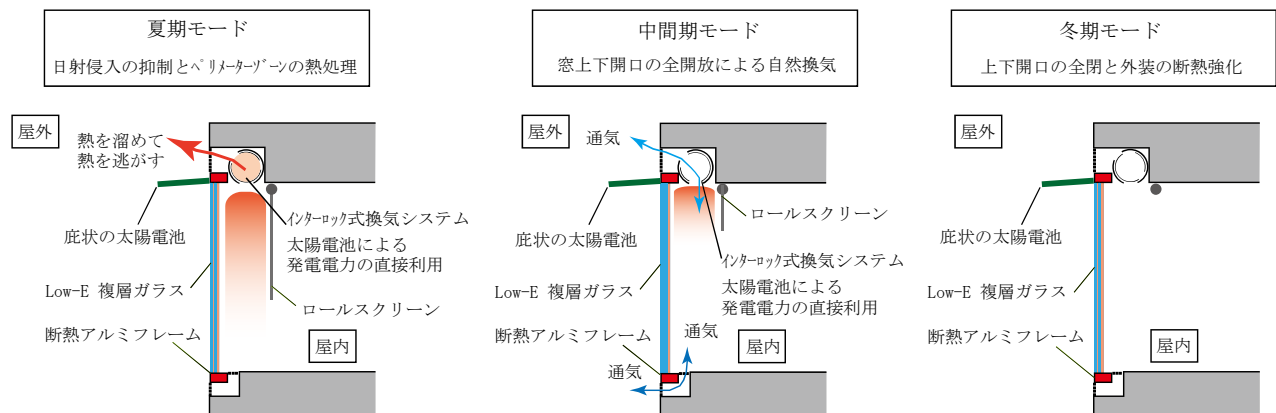 夏期モード
日射侵入の抑制とペリメーターゾーンの熱処理
屋外
熱を溜めて
熱を逃がす
インターロック式換気システム
太陽電池による
発電電力の直接利用
庇状の太陽電池
Low-E 複層ガラス
ロールスクリーン
断熱アルミフレーム
屋内
中間期モード
窓上下開口の全開放による自然換気
屋外
通気
ロールスクリーン
庇状の太陽電池
インターロック式換気システム
太陽電池による
発電電力の直接利用
Low-E 複層ガラス
断熱アルミフレーム
通気
屋内
通気
冬期モード
上下開口の全閉と外装の断熱強化
屋外
庇状の太陽電池
Low-E 複層ガラス
断熱アルミフレーム
屋内